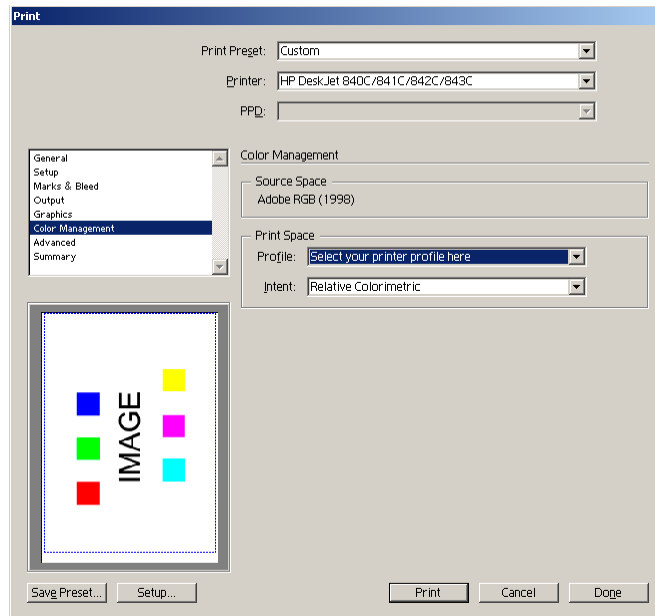 Print
Print Preset: Custom
Printer: HP DeskJet 840C/841C/842C/843C
PPD:
General
Setup
Marks & Bleed
Output
Graphics
Color Management
Advanced
Summary
Color Management
Source Space
Adobe RGB (1998)
Print Space
Profile: Select your printer profile here
Intent: Relative Colorimetric
IMAGE
Save Preset... Setup... Print Cancel Done